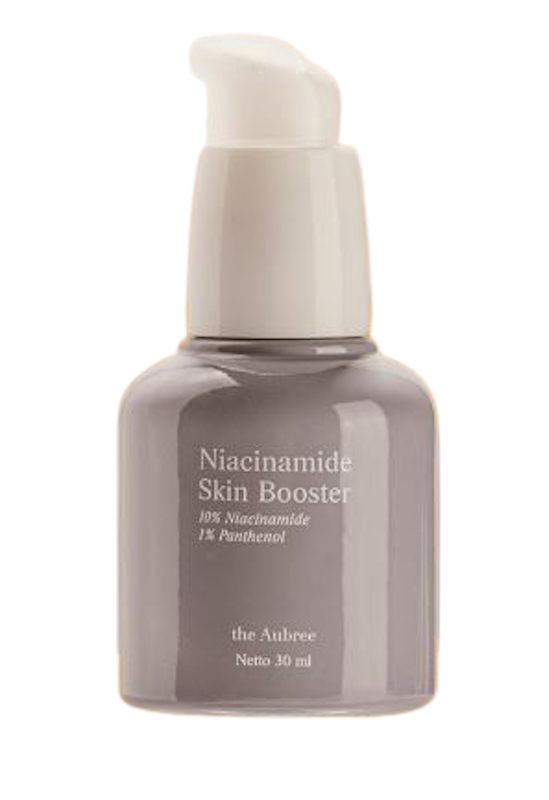 Niacinamide
Skin Booster
10% Niacinamide
1% Panthenol
the Aubree
Netto 30 ml